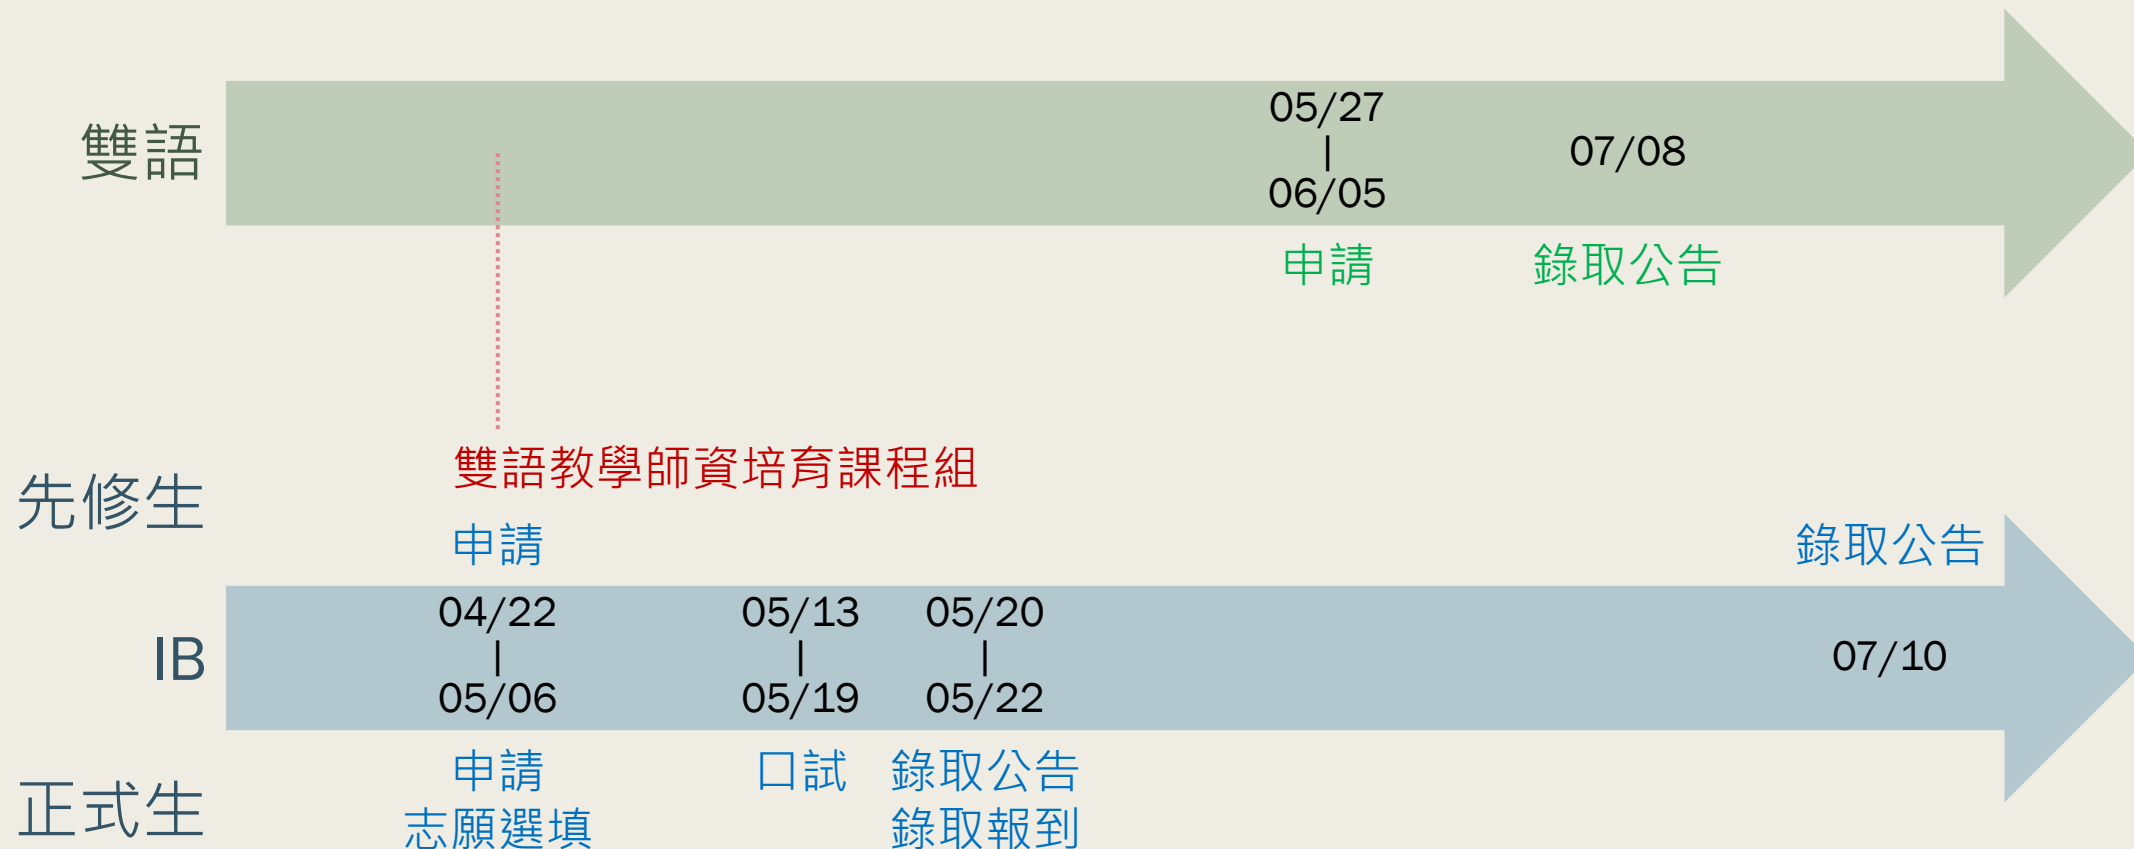 雙語
05/27
|
06/05
07/08
申請
錄取公告
雙語教學師資培育課程組
先修生
申請
錄取公告
IB
04/22
|
05/06
05/13
|
05/19
05/20
|
05/22
07/10
正式生
申請
志願選填
口試
錄取公告
錄取報到